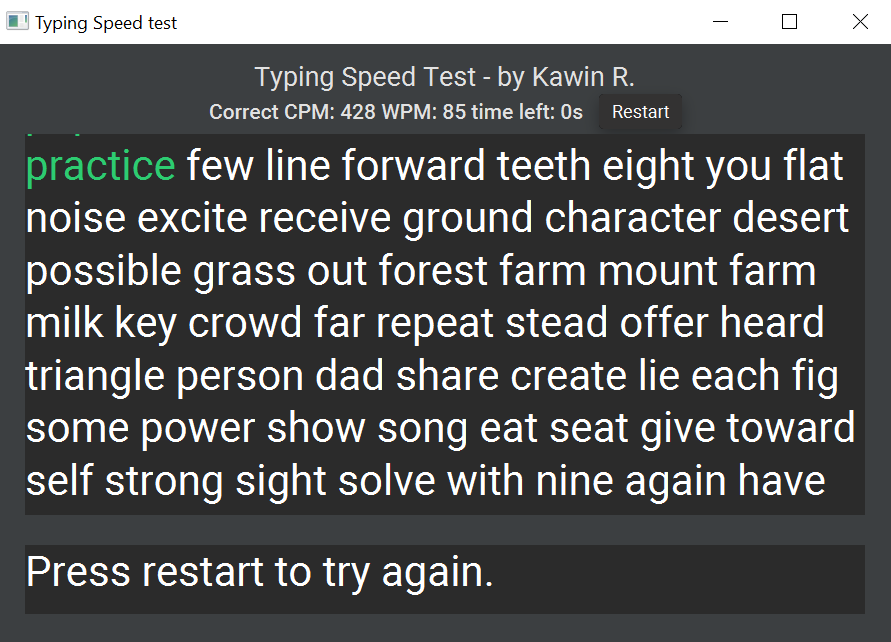 Typing Speed test
Typing Speed Test - by Kawin R.
Correct CPM: 428 WPM: 85 time left: 0s Restart
practice few line forward teeth eight you flat
noise excite receive ground character desert
possible grass out forest farm mount farm
milk key crowd far repeat stead offer heard
triangle person dad share create lie each fig
some power show song eat seat give toward
self strong sight solve with nine again have
Press restart to try again.